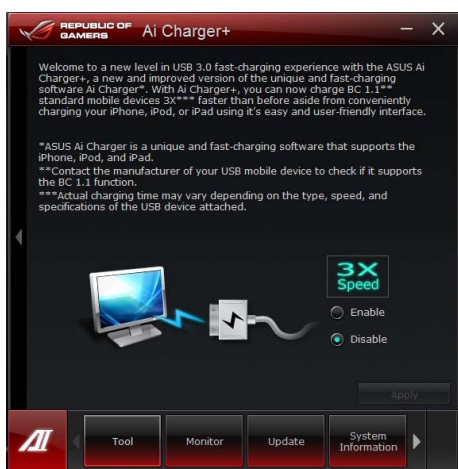 REPUBLIC OF
GAMERS
Ai Charger+
Welcome to a new level in USB 3.0 fast-charging experience with the ASUS Ai
Charger+, a new and improved version of the unique and fast-charging
software Ai Charger*. With Ai Charger+, you can now charge BC 1.1**
standard mobile devices 3X*** faster than before aside from conveniently
charging your iPhone, iPod, or iPad using it's easy and user-friendly interface.
*ASUS Ai Charger is a unique and fast-charging software that supports the
iPhone, iPod, and iPad.
**Contact the manufacturer of your USB mobile device to check if it supports
the BC 1.1 function.
***Actual charging time may vary depending on the type, speed, and
specifications of the USB device attached.
3X
Speed
Enable
Disable
Apply
AI
Tool
Monitor
Update
System
Information